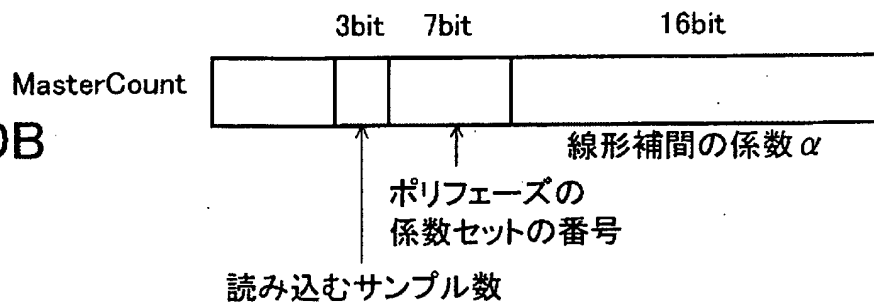 3bit 7bit 16bit
MasterCount
線形補間の係数α
ポリフェーズの
係数セットの番号
読み込むサンプル数